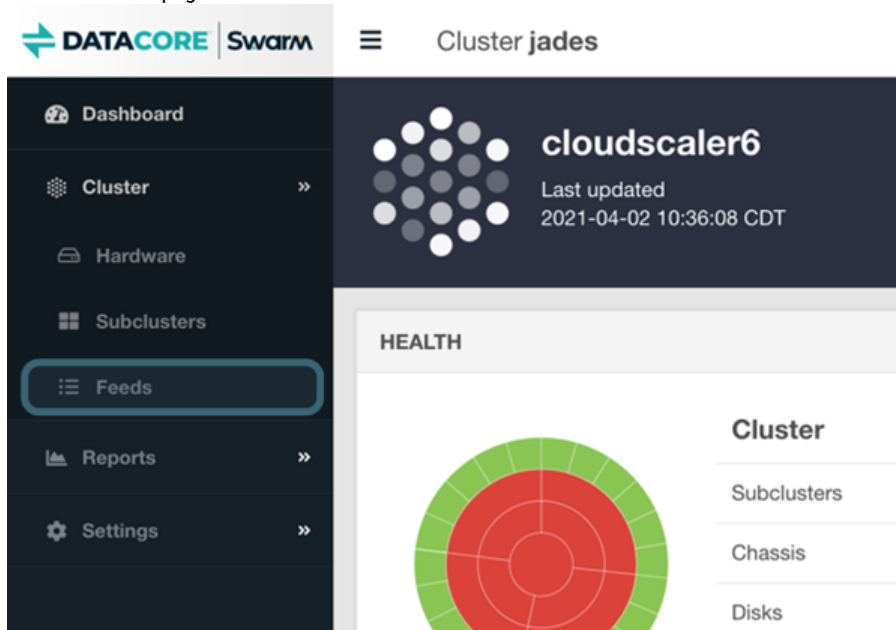 DATACORE Swarm
Cluster jades
Dashboard
Cluster
Hardware
Subclusters
Feeds
Reports
Settings
cloudscaler6
Last updated
2021-04-02 10:36:08 CDT
HEALTH
Cluster
Subclusters
Chassis
Disks